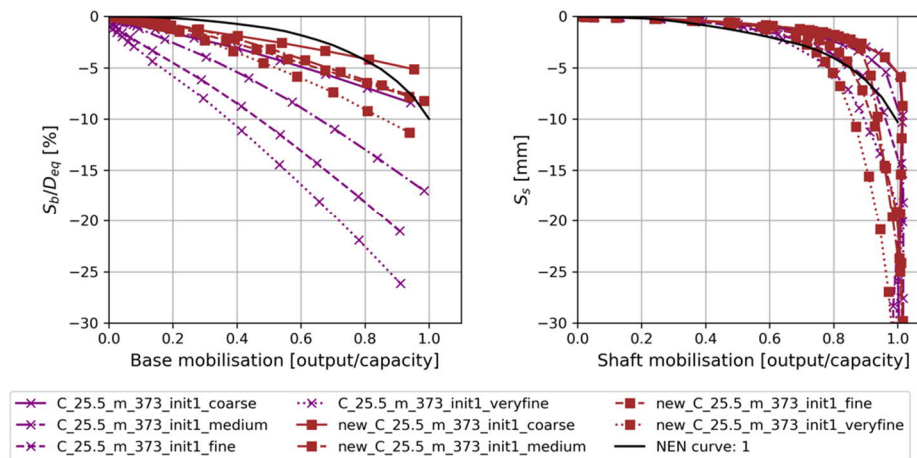 0
−5
−10
−15
−20
−25
−30
S_b/D_eq [%]
0.0 0.2 0.4 0.6 0.8 1.0
Base mobilisation [output/capacity]
0
−5
−10
−15
−20
−25
−30
S_s [mm]
0.0 0.2 0.4 0.6 0.8 1.0
Shaft mobilisation [output/capacity]
C_25.5_m_373_init1_coarse
C_25.5_m_373_init1_medium
C_25.5_m_373_init1_fine
C_25.5_m_373_init1_veryfine
new_C_25.5_m_373_init1_coarse
new_C_25.5_m_373_init1_medium
new_C_25.5_m_373_init1_fine
new_C_25.5_m_373_init1_veryfine
NEN curve: 1